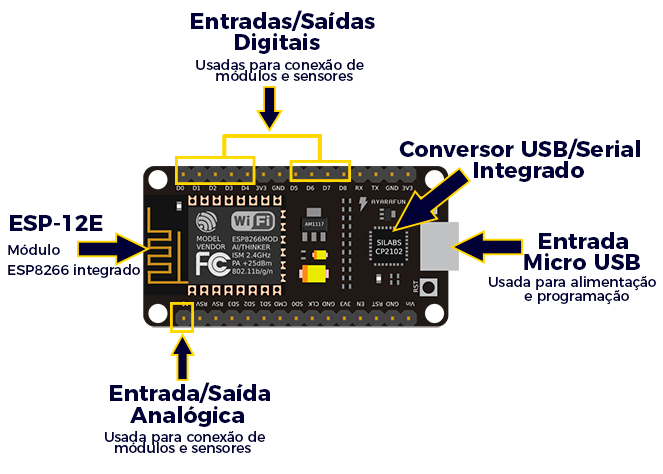 Entradas/Saídas
Digitais
Usadas para conexão de
módulos e sensores
Conversor USB/Serial
Integrado
ESP-12E
Módulo
ESP8266 integrado
Entrada
Micro USB
Usada para alimentação
e programação
D0 D1 D2 D3 D4 3V3 GND D5 D6 D7 D8 RX TX GND 3V3
AYARAFUN
WiFi
MODEL
VENDOR
ESP8266MOD
AI/THINKER
ISM 2.4GHz
PA +25dBm
802.11b/g/n
FC
AM1117
SILABS
CP2102
RST
RSV RSV SD3 SD2 SD1 CMD SD0 CLK GND 3V3 EN RST GND Vin
Entrada/Saída
Analógica
Usada para conexão de
módulos e sensores